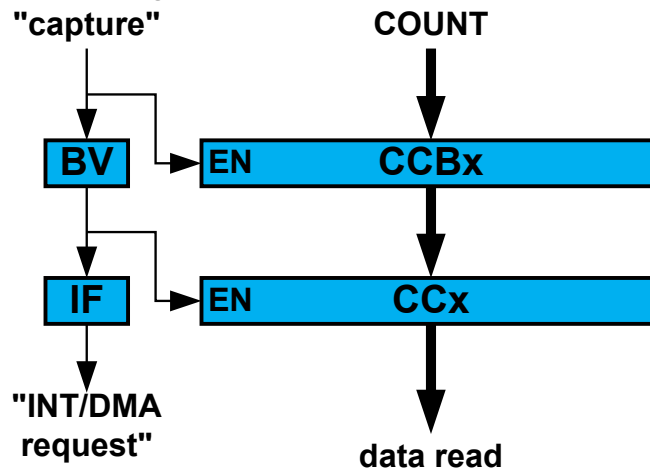 "capture"
COUNT
BV
EN
CCBx
IF
EN
CCx
"INT/DMA
request"
data read